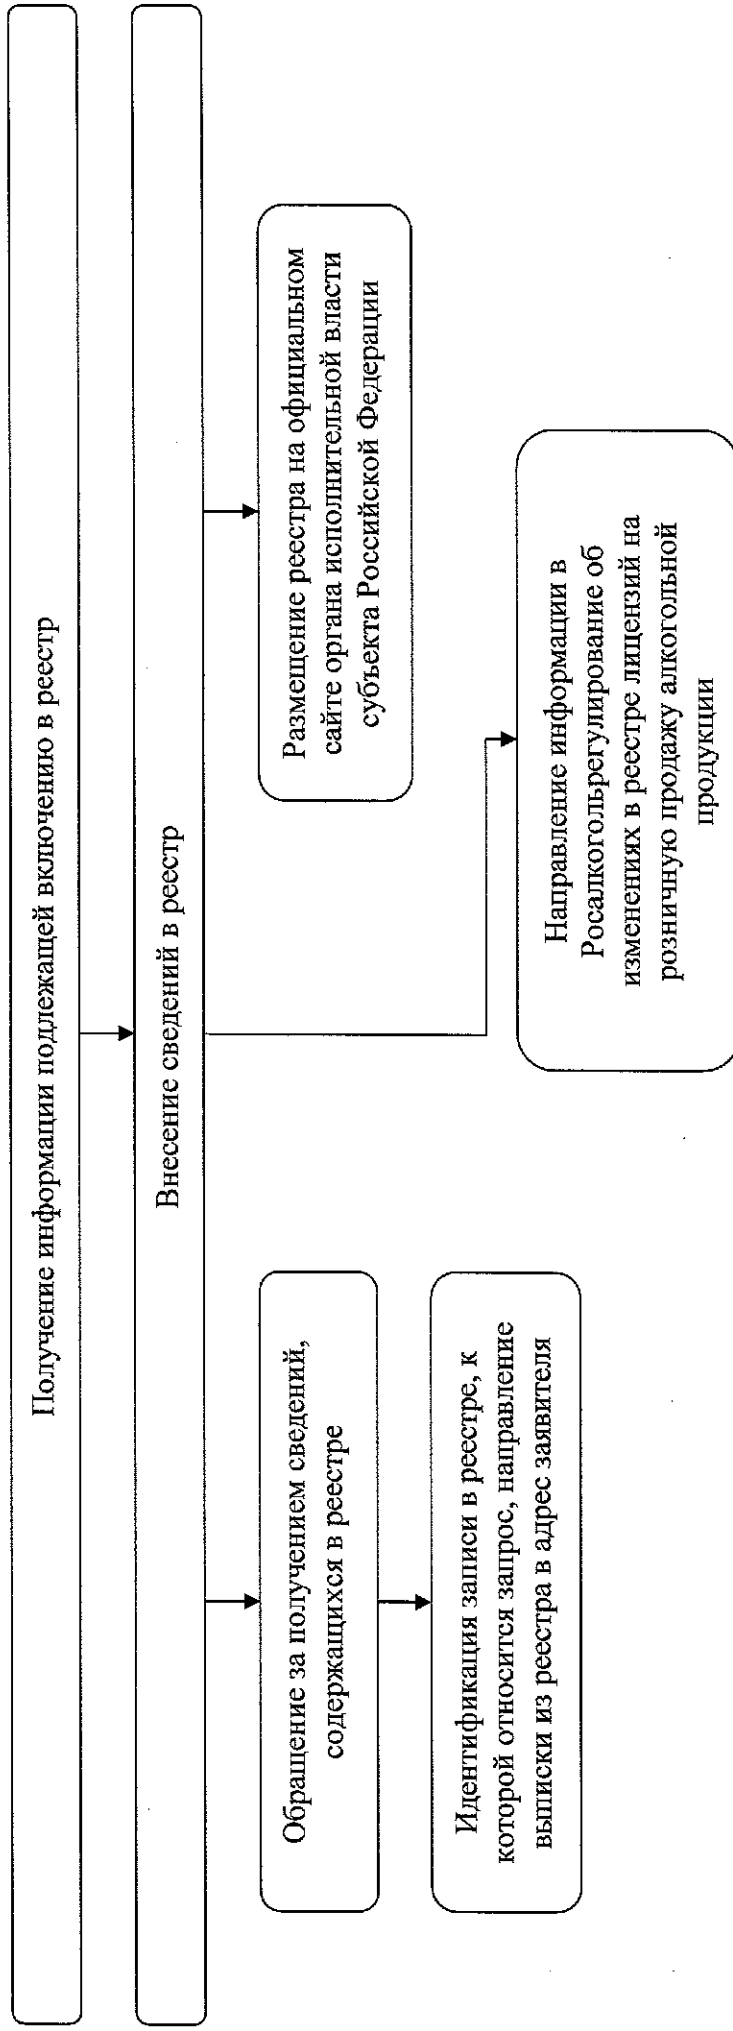 Получение информации подлежащей включению в реестр
Внесение сведений в реестр
Обращение за получением сведений,
содержащихся в реестре
Идентификация записи в реестре, к
которой относится запрос, направление
выписки из реестра в адрес заявителя
Направление информации в
Росалкогольрегулирование об
изменениях в реестре лицензий на
розничную продажу алкогольной
продукции
Размещение реестра на официальном
сайте органа исполнительной власти
субъекта Российской Федерации